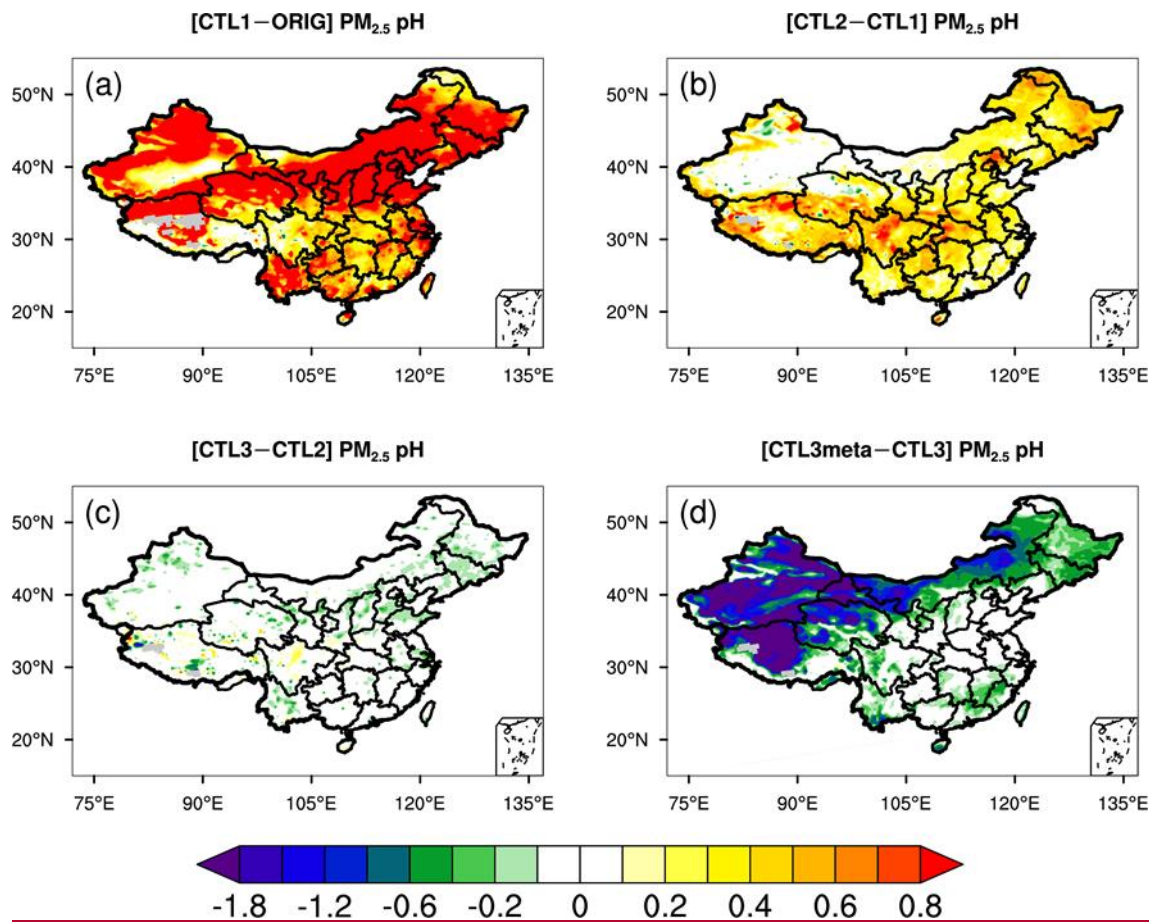 [CTL1−ORIG] PM2.5 pH
[CTL2−CTL1] PM2.5 pH
(a)
50°N
40°N
30°N
20°N
75°E 90°E 105°E 120°E 135°E
(b)
50°N
40°N
30°N
20°N
75°E 90°E 105°E 120°E 135°E
[CTL3−CTL2] PM2.5 pH
[CTL3meta−CTL3] PM2.5 pH
(c)
50°N
40°N
30°N
20°N
75°E 90°E 105°E 120°E 135°E
(d)
50°N
40°N
30°N
20°N
75°E 90°E 105°E 120°E 135°E
-1.8 -1.2 -0.6 -0.2 0 0.2 0.4 0.6 0.8